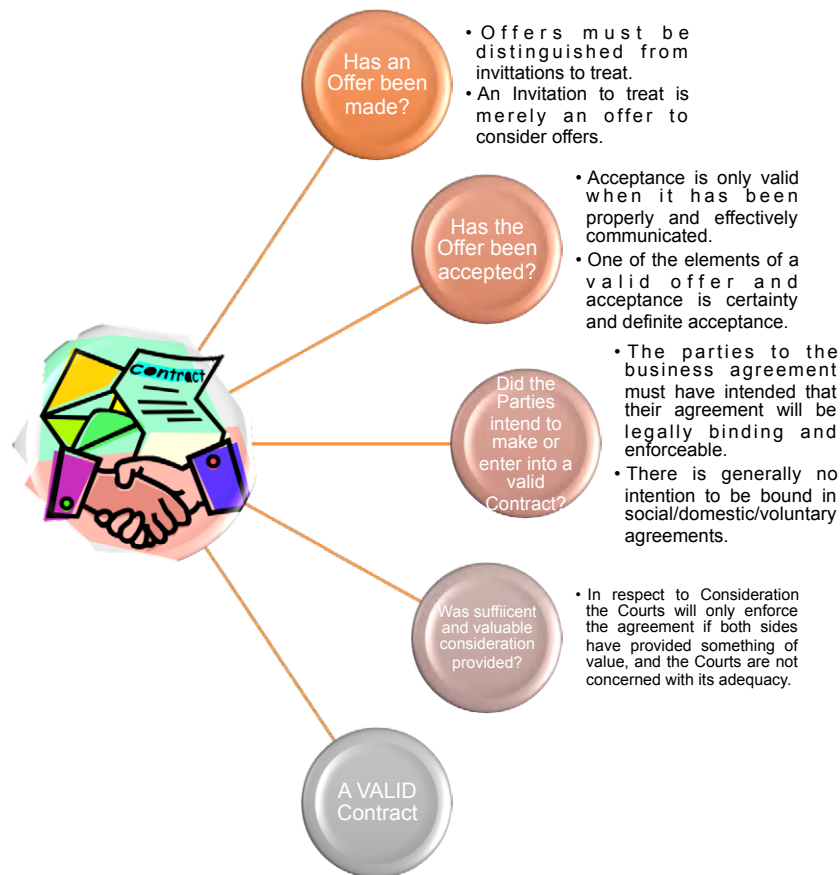 Has an
Offer been
made?
• Offers must be
distinguished from
invittations to treat.
• An Invitation to treat is
merely an offer to
consider offers.
Has the
Offer been
accepted?
• Acceptance is only valid
when it has been
properly and effectively
communicated.
• One of the elements of a
valid offer and
acceptance is certainty
and definite acceptance.
contract
Did the
Parties
intend to
make or
enter into a
valid
Contract?
• The parties to the
business agreement
must have intended that
their agreement will be
legally binding and
enforceable.
• There is generally no
intention to be bound in
social/domestic/voluntary
agreements.
Was suffiicent
and valuable
consideration
provided?
• In respect to Consideration
the Courts will only enforce
the agreement if both sides
have provided something of
value, and the Courts are not
concerned with its adequacy.
A VALID
Contract